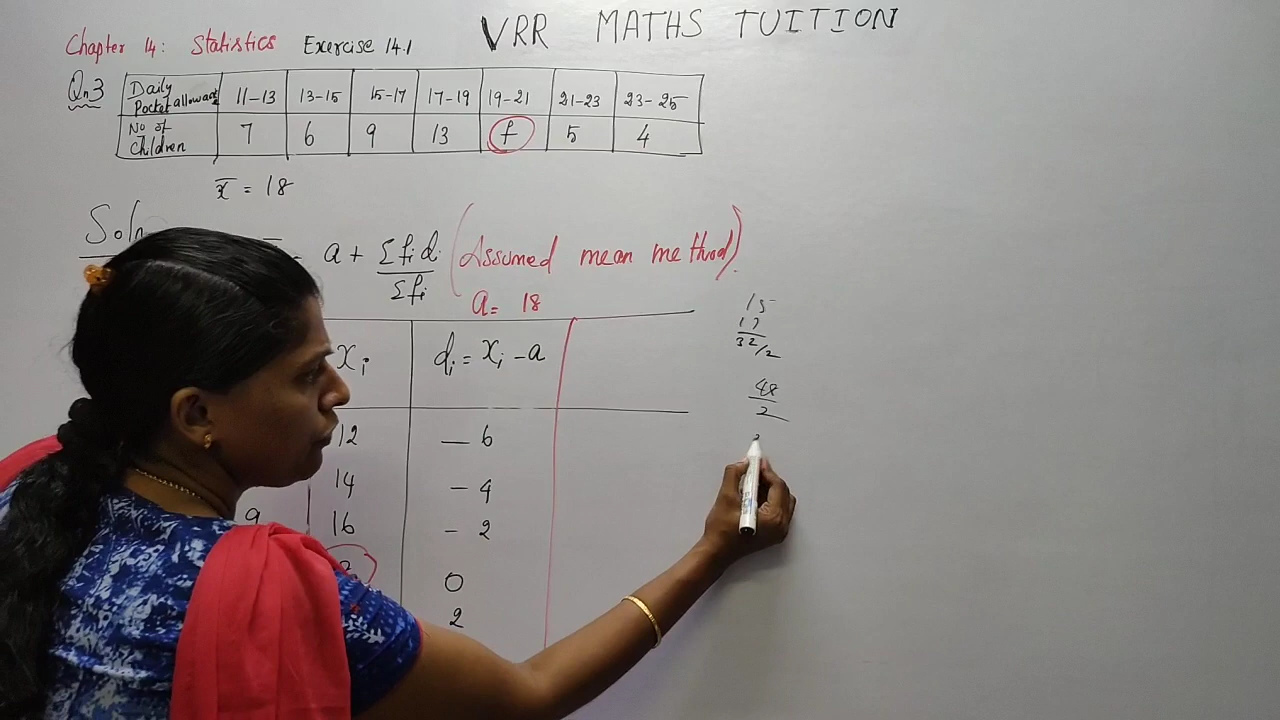 VRR MATHS TUITION
Chapter 14: Statistics Exercise 14.1
Qn3
Daily Pocket allowance 11-13 13-15 15-17 17-19 19-21 21-23 23-25
No of Children 7 6 9 13 f 5 4
x̄ = 18
Soln
a + Σfidi / Σfi (Assumed mean method)
a = 18
xi di = xi - a
12 - 6
14 - 4
9 16 - 2
0
2
15
17
32/2
48
2